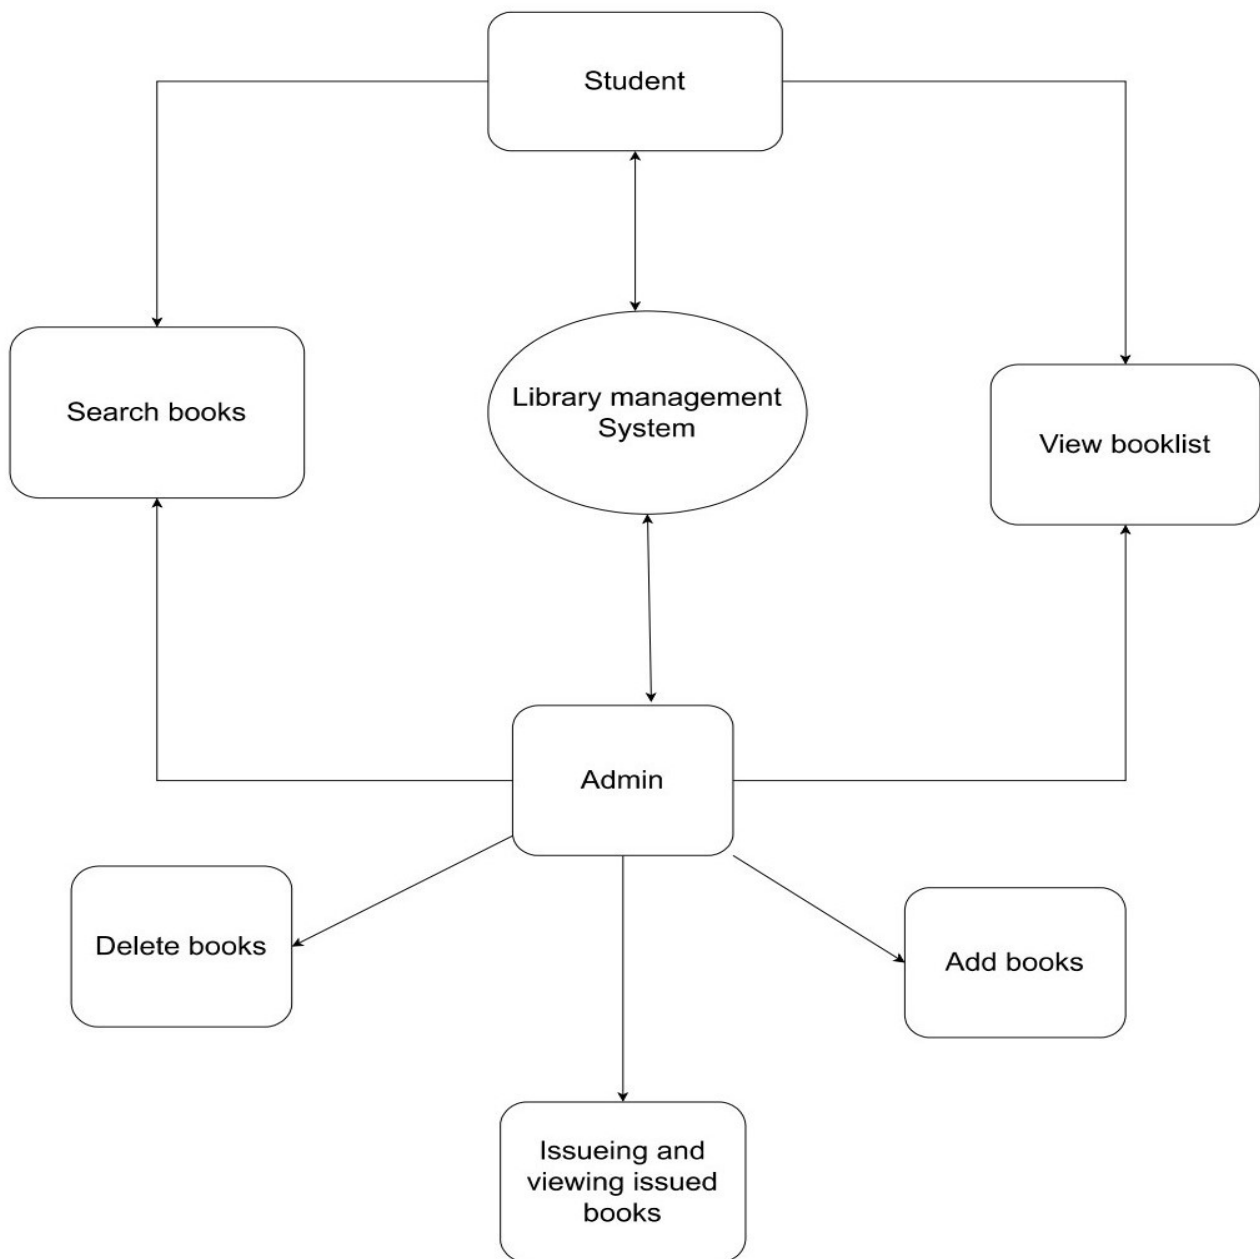 Student
Search books
Library management
System
View booklist
Admin
Delete books
Add books
Issueing and
viewing issued
books